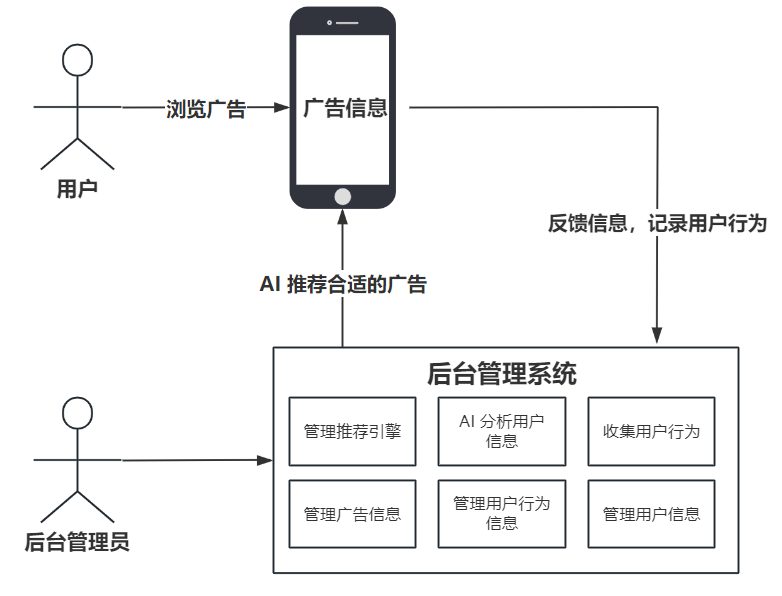 浏览广告
广告信息
用户
反馈信息，记录用户行为
AI 推荐合适的广告
后台管理系统
管理推荐引擎
AI 分析用户
信息
收集用户行为
管理广告信息
管理用户行为
信息
管理用户信息
后台管理员